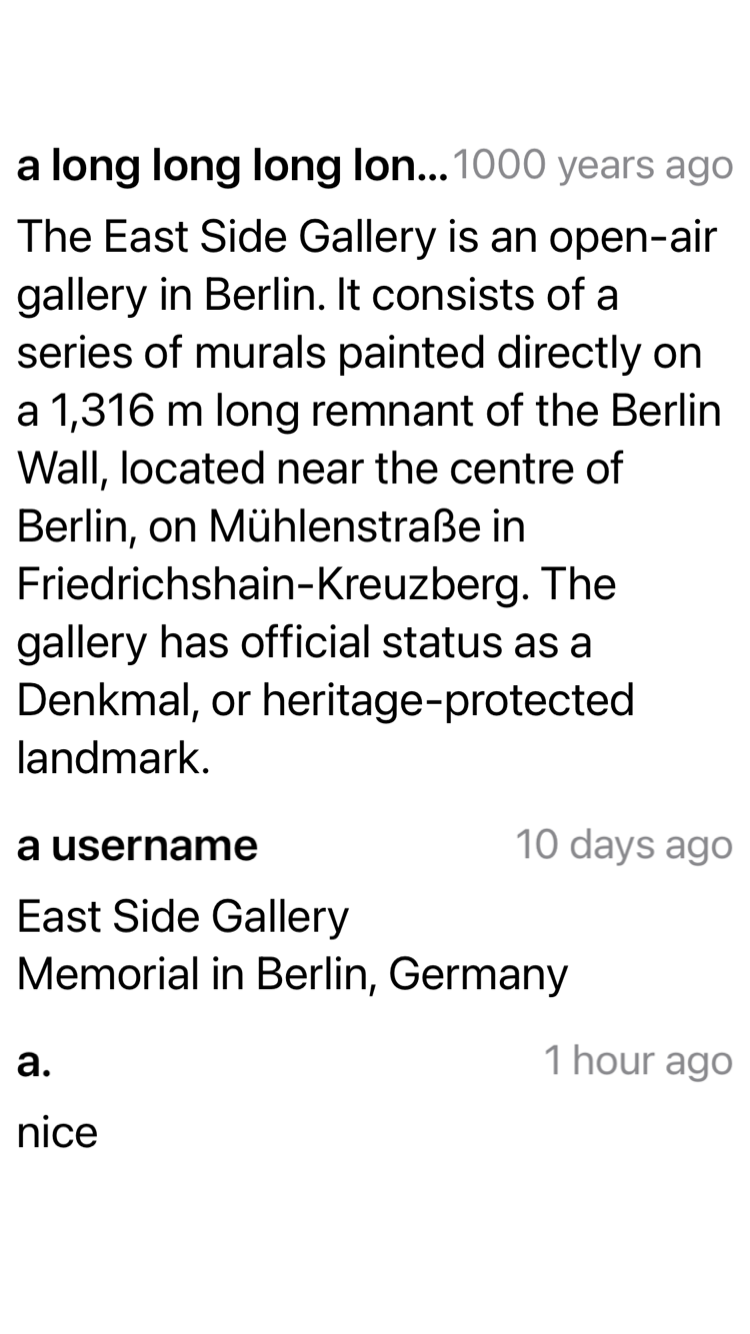 a long long long lon...1000 years ago
The East Side Gallery is an open-air
gallery in Berlin. It consists of a
series of murals painted directly on
a 1,316 m long remnant of the Berlin
Wall, located near the centre of
Berlin, on Mühlenstraße in
Friedrichshain-Kreuzberg. The
gallery has official status as a
Denkmal, or heritage-protected
landmark.
a username 10 days ago
East Side Gallery
Memorial in Berlin, Germany
a. 1 hour ago
nice